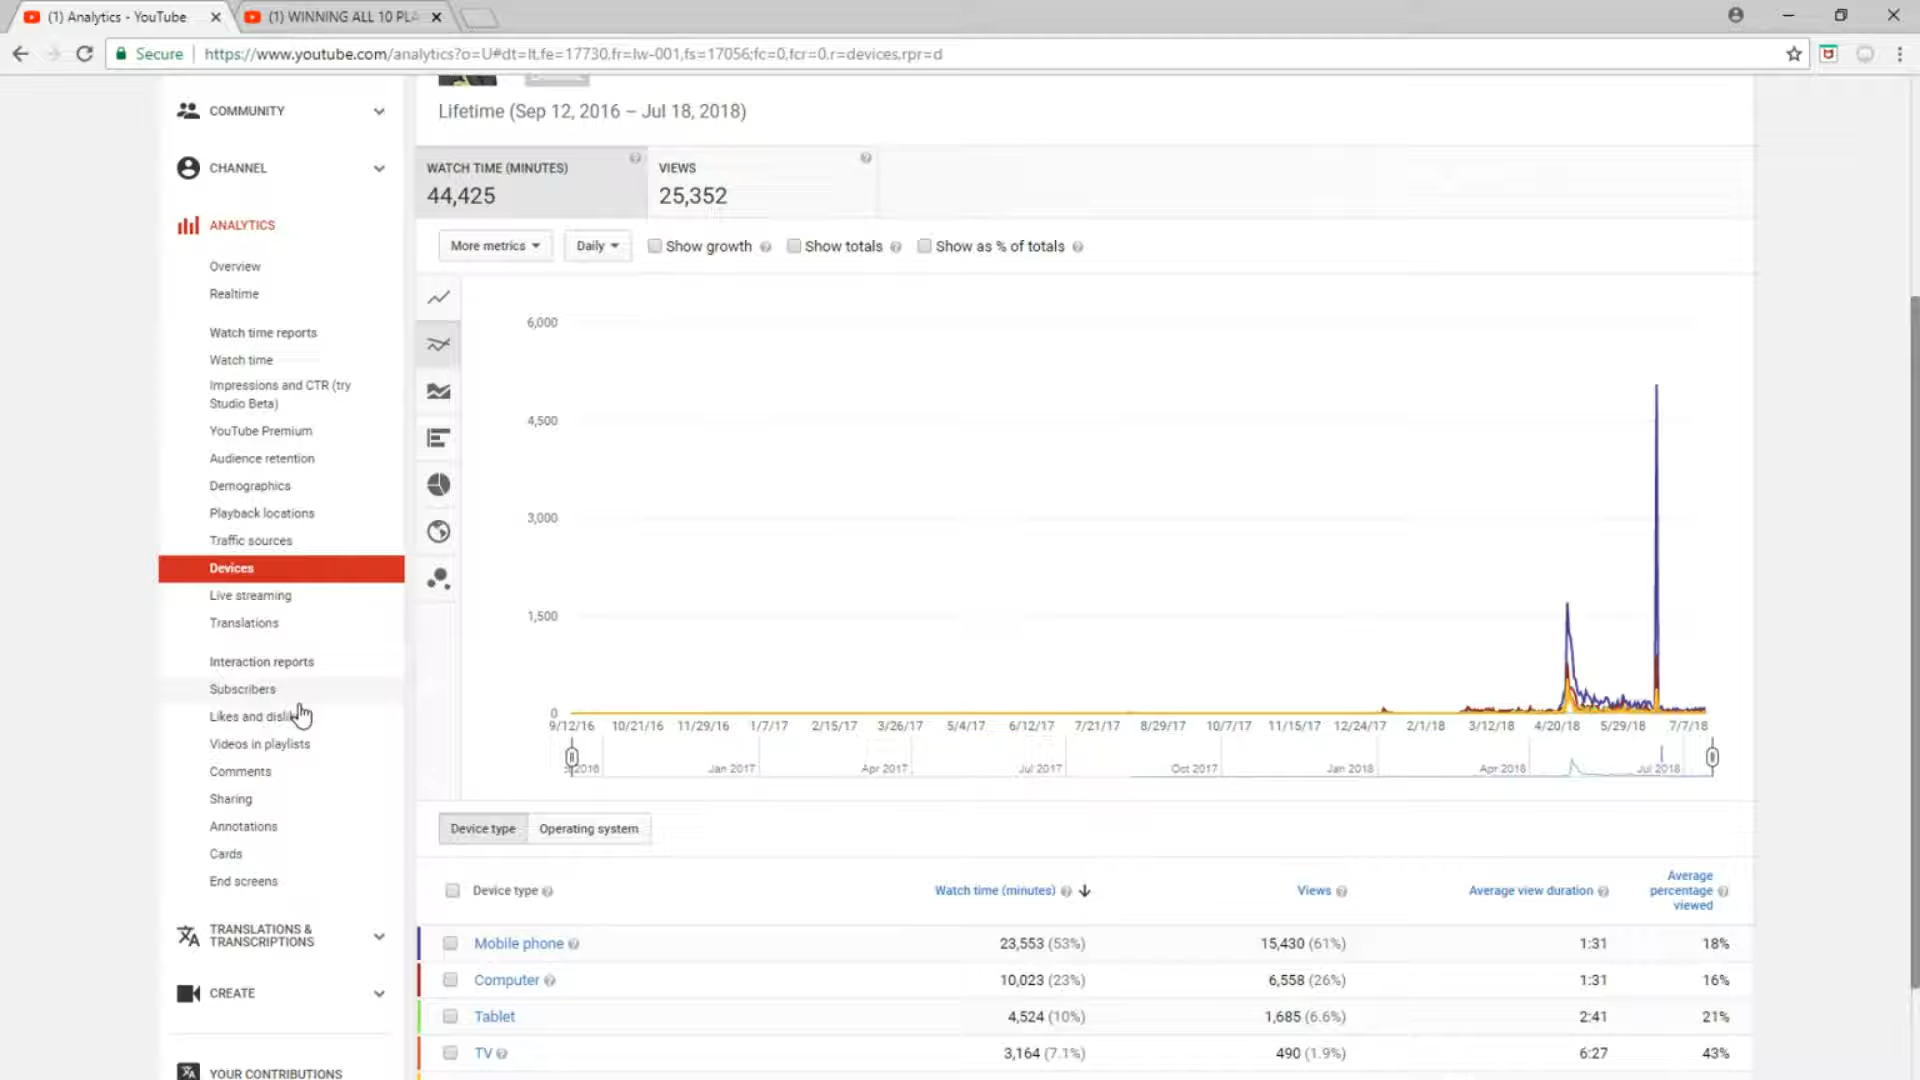 (1) Analytics - YouTube
(1) WINNING ALL 10 PLA
Secure
https://www.youtube.com/analytics?o=U#dt=lt,fe=17730,fr=lw-001,fs=17056;fc=0,fcr=0,r=devices,rpr=d
COMMUNITY
CHANNEL
ANALYTICS
Overview
Realtime
Watch time reports
Watch time
Impressions and CTR (try
Studio Beta)
YouTube Premium
Audience retention
Demographics
Playback locations
Traffic sources
Devices
Live streaming
Translations
Interaction reports
Subscribers
Likes and disli
Videos in playlists
Comments
Sharing
Annotations
Cards
End screens
TRANSLATIONS &
TRANSCRIPTIONS
CREATE
YOUR CONTRIBUTIONS
Lifetime (Sep 12, 2016 – Jul 18, 2018)
WATCH TIME (MINUTES)
44,425
VIEWS
25,352
More metrics
Daily
Show growth
Show totals
Show as % of totals
6,000
4,500
3,000
1,500
0
9/12/16 10/21/16 11/29/16 1/7/17 2/15/17 3/26/17 5/4/17 6/12/17 7/21/17 8/29/17 10/7/17 11/15/17 12/24/17 2/1/18 3/12/18 4/20/18 5/29/18 7/7/18
2016 Jan 2017 Apr 2017 Jul 2017 Oct 2017 Jan 2018 Apr 2018 Jul 2018
Device type Operating system
Device type Watch time (minutes) Views Average view duration Average percentage viewed
Mobile phone 23,553 (53%) 15,430 (61%) 1:31 18%
Computer 10,023 (23%) 6,558 (26%) 1:31 16%
Tablet 4,524 (10%) 1,685 (6.6%) 2:41 21%
TV 3,164 (7.1%) 490 (1.9%) 6:27 43%